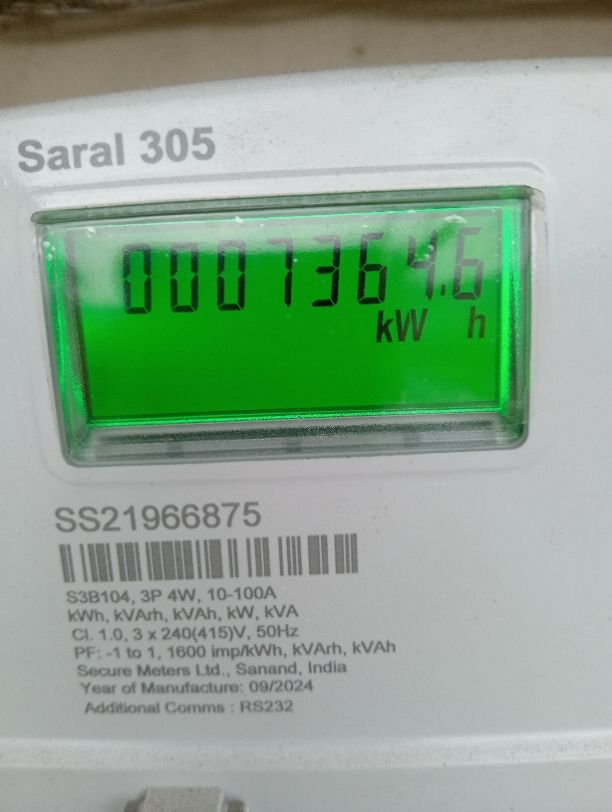 Saral 305
0007364.6
kW h
SS21966875
S3B104, 3P 4W, 10-100A
kWh, kVArh, kVAh, kW, kVA
Cl. 1.0, 3 x 240(415)V, 50Hz
PF: -1 to 1, 1600 imp/kWh, kVArh, kVAh
Secure Meters Ltd., Sanand, India
Year of Manufacture: 09/2024
Additional Comms : RS232